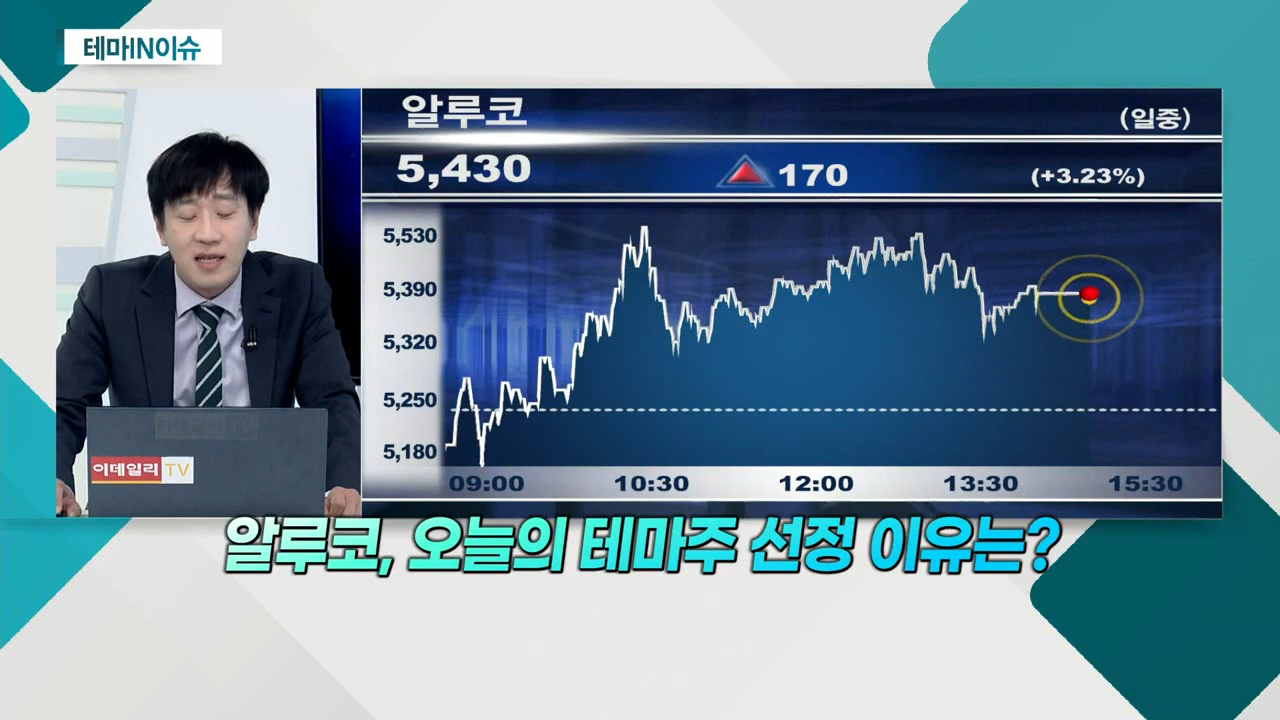 테마IN이슈
알루코
(일중)
5,430 170 (+3.23%)
5,530
5,390
5,320
5,250
5,180
09:00 10:30 12:00 13:30 15:30
이데일리TV
알루코, 오늘의 테마주 선정 이유는?